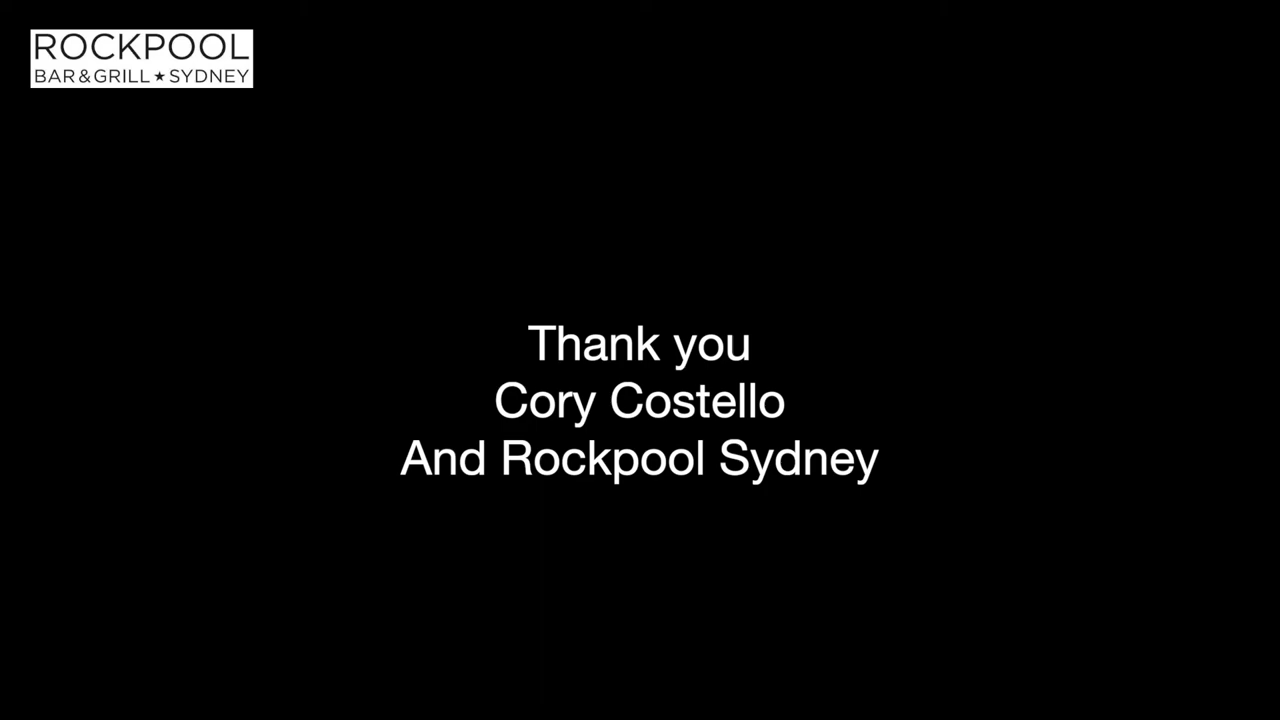 ROCKPOOL
BAR & GRILL ★ SYDNEY
Thank you
Cory Costello
And Rockpool Sydney